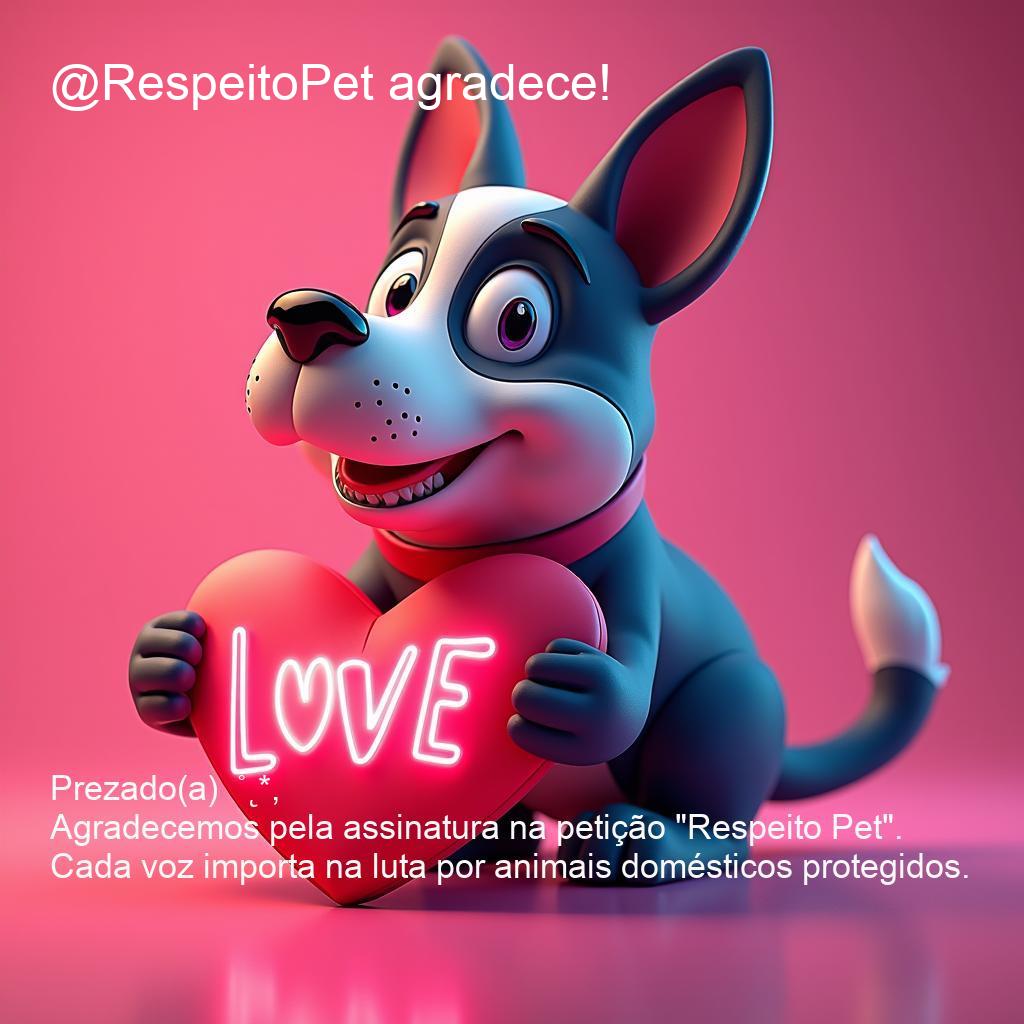 @RespeitoPet agradece!
LOVE
Prezado(a) ˚˛*,
Agradecemos pela assinatura na petição "Respeito Pet".
Cada voz importa na luta por animais domésticos protegidos.